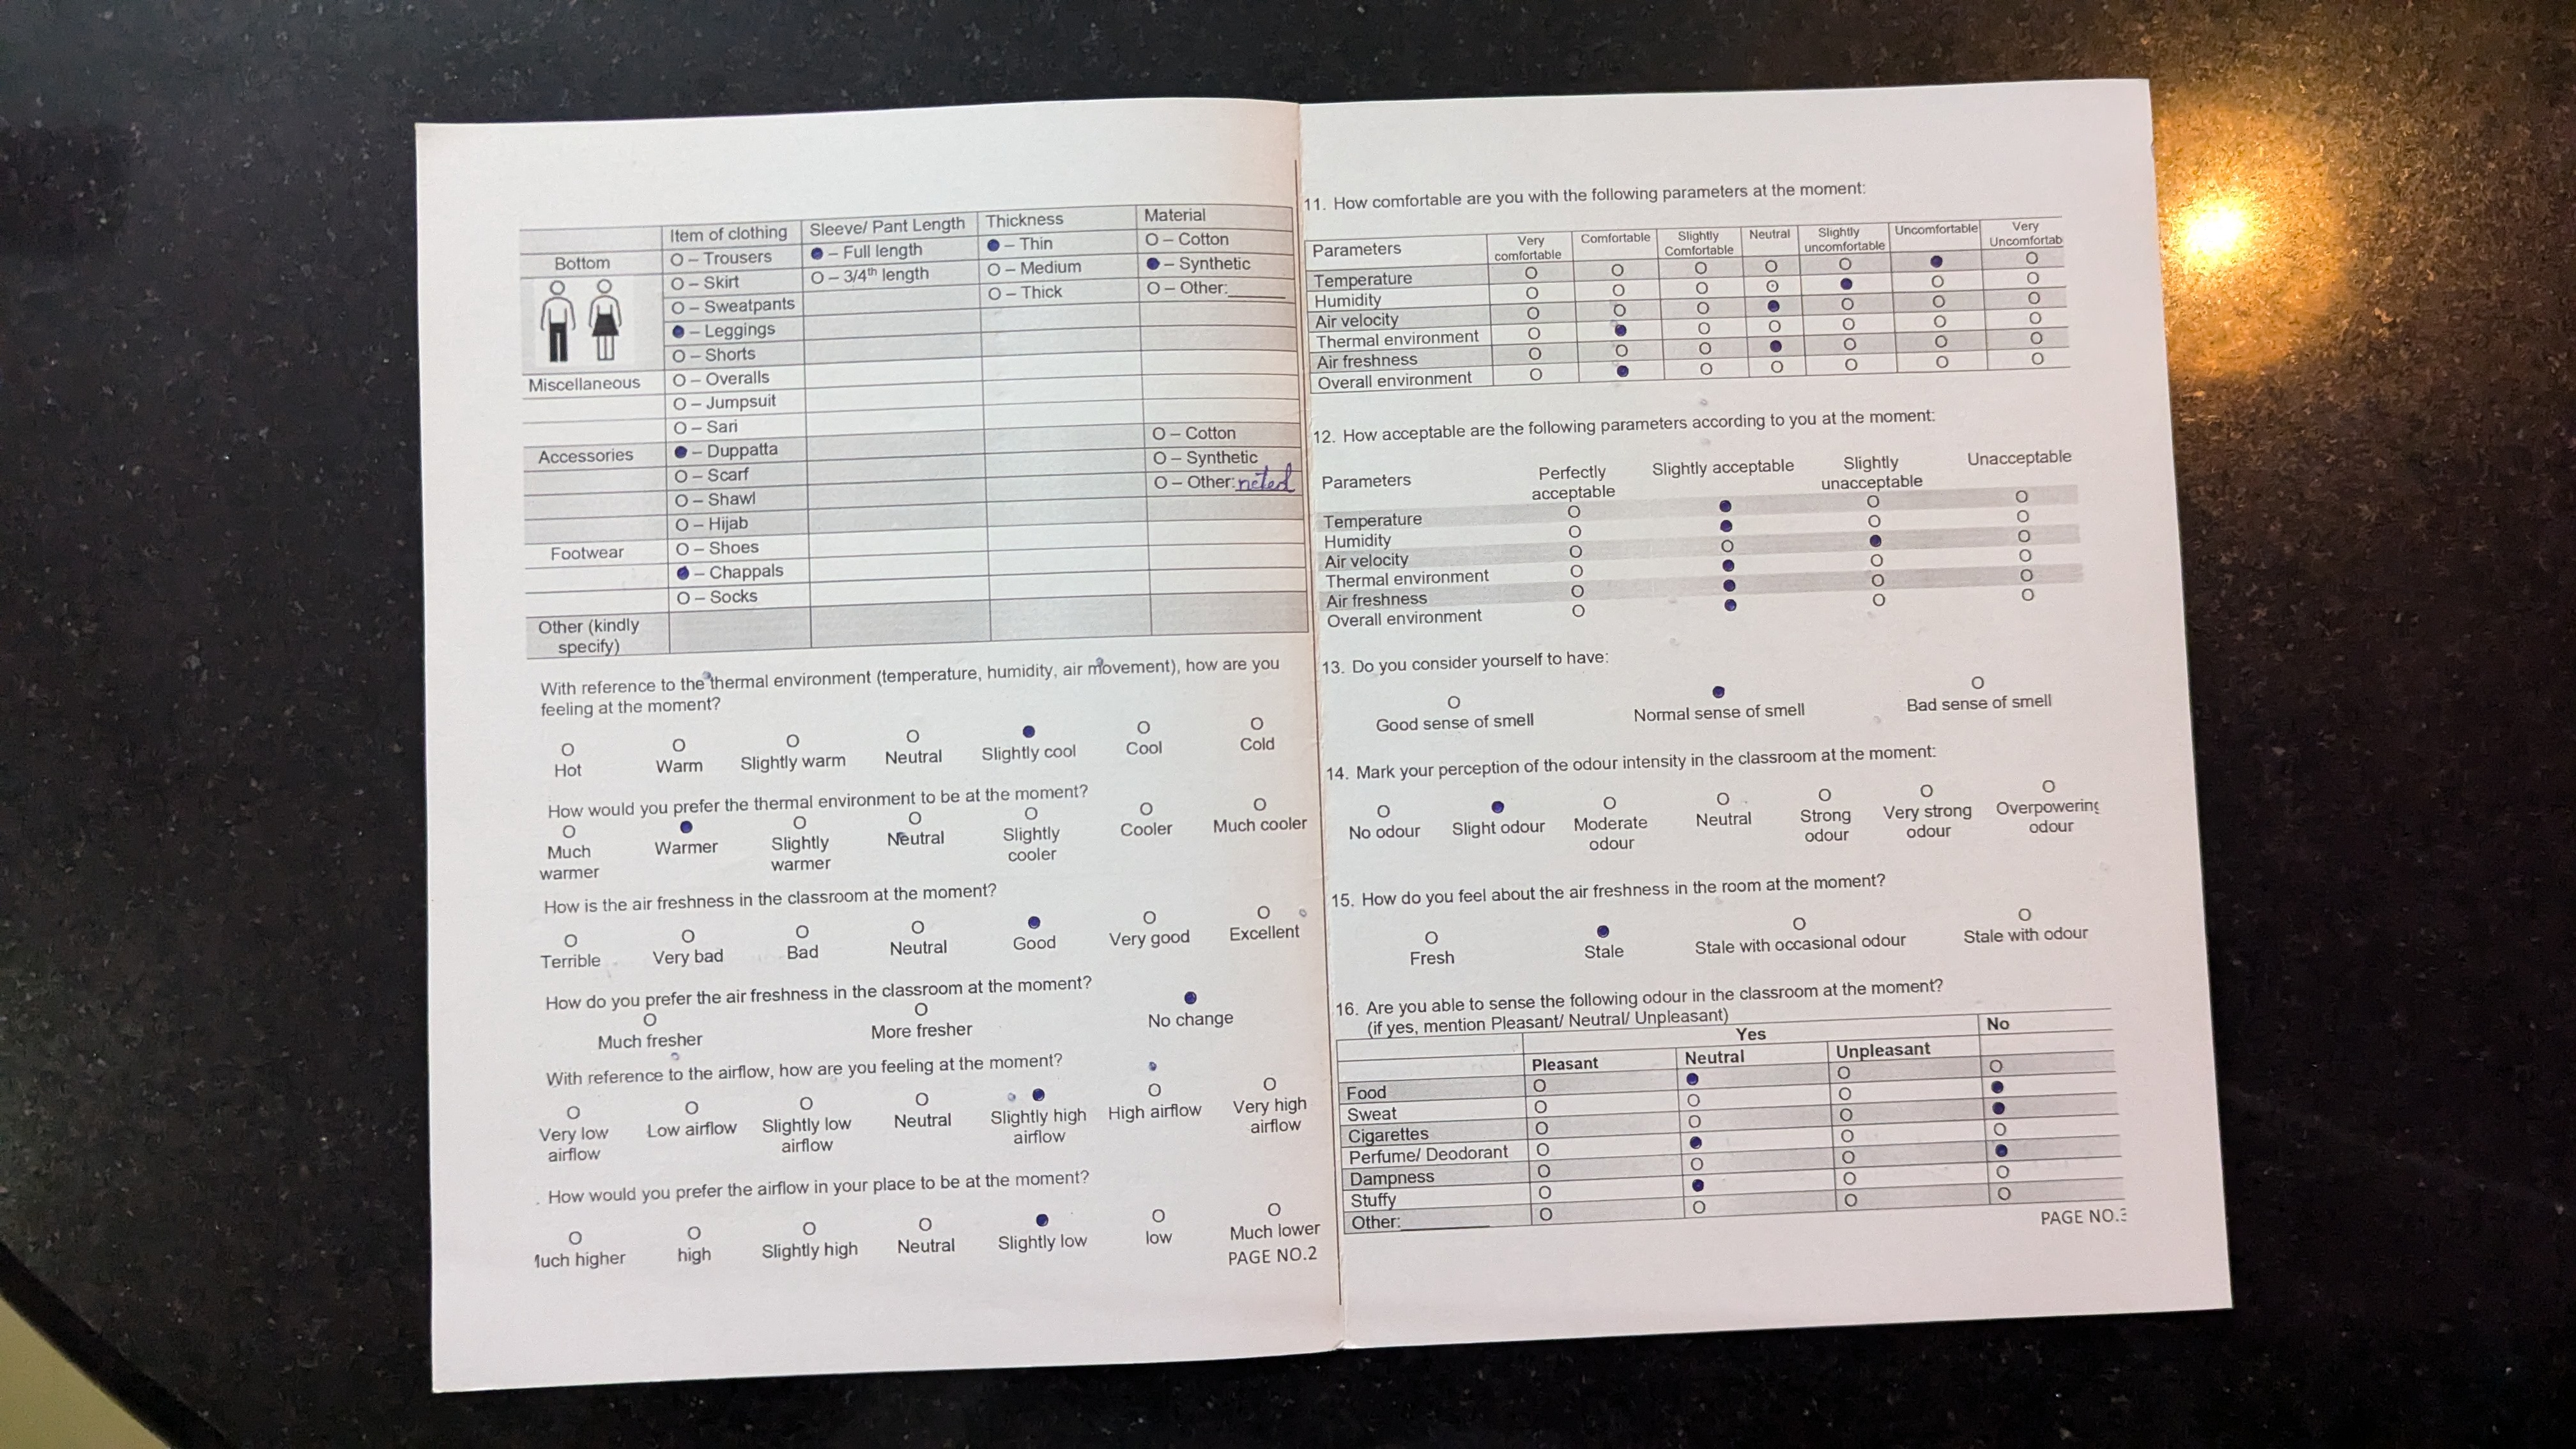 Item of clothing Sleeve/ Pant Length Thickness Material
Bottom O – Trousers ● – Full length ● – Thin O – Cotton
O – Skirt O – 3/4th length O – Medium ● – Synthetic
O – Sweatpants O – Thick O – Other:______
● – Leggings
O – Shorts
Miscellaneous O – Overalls
O – Jumpsuit
O – Sari
Accessories ● – Duppatta O – Cotton
O – Scarf O – Synthetic
O – Shawl O – Other: neted
O – Hijab
Footwear O – Shoes
● – Chappals
O – Socks
Other (kindly
specify)
With reference to the thermal environment (temperature, humidity, air movement), how are you
feeling at the moment?
O O O O ● O O
Hot Warm Slightly warm Neutral Slightly cool Cool Cold
How would you prefer the thermal environment to be at the moment?
O ● O O O O O
Much Warmer Slightly Neutral Slightly Cooler Much cooler
warmer warmer cooler
How is the air freshness in the classroom at the moment?
O O O O ● O O
Terrible Very bad Bad Neutral Good Very good Excellent
How do you prefer the air freshness in the classroom at the moment?
O O ●
Much fresher More fresher No change
With reference to the airflow, how are you feeling at the moment?
O O O O ● O O
Very low Low airflow Slightly low Neutral Slightly high High airflow Very high
airflow airflow airflow airflow
How would you prefer the airflow in your place to be at the moment?
O O O O ● O O
uch higher high Slightly high Neutral Slightly low low Much lower
PAGE NO.2
11. How comfortable are you with the following parameters at the moment:
Parameters Very Comfortable Slightly Neutral Slightly Uncomfortable Very
comfortable Comfortable uncomfortable Uncomfortab
Temperature O O O O O ● O
Humidity O O O O ● O O
Air velocity O O O ● O O O
Thermal environment O ● O O O O O
Air freshness O O O ● O O O
Overall environment O ● O O O O O
12. How acceptable are the following parameters according to you at the moment:
Parameters Perfectly Slightly acceptable Slightly Unacceptable
acceptable unacceptable
Temperature O ● O O
Humidity O ● O O
Air velocity O O ● O
Thermal environment O ● O O
Air freshness O ● O O
Overall environment O ● O O
13. Do you consider yourself to have:
O ● O
Good sense of smell Normal sense of smell Bad sense of smell
14. Mark your perception of the odour intensity in the classroom at the moment:
O ● O O O O O
No odour Slight odour Moderate Neutral Strong Very strong Overpowering
odour odour odour odour
15. How do you feel about the air freshness in the room at the moment?
O ● O O
Fresh Stale Stale with occasional odour Stale with odour
16. Are you able to sense the following odour in the classroom at the moment?
(if yes, mention Pleasant/ Neutral/ Unpleasant)
Yes No
Pleasant Neutral Unpleasant
Food O ● O O
Sweat O O O ●
Cigarettes O O O ●
Perfume/ Deodorant O ● O O
Dampness O O O ●
Stuffy O ● O O
Other:________ O O O O
PAGE NO.